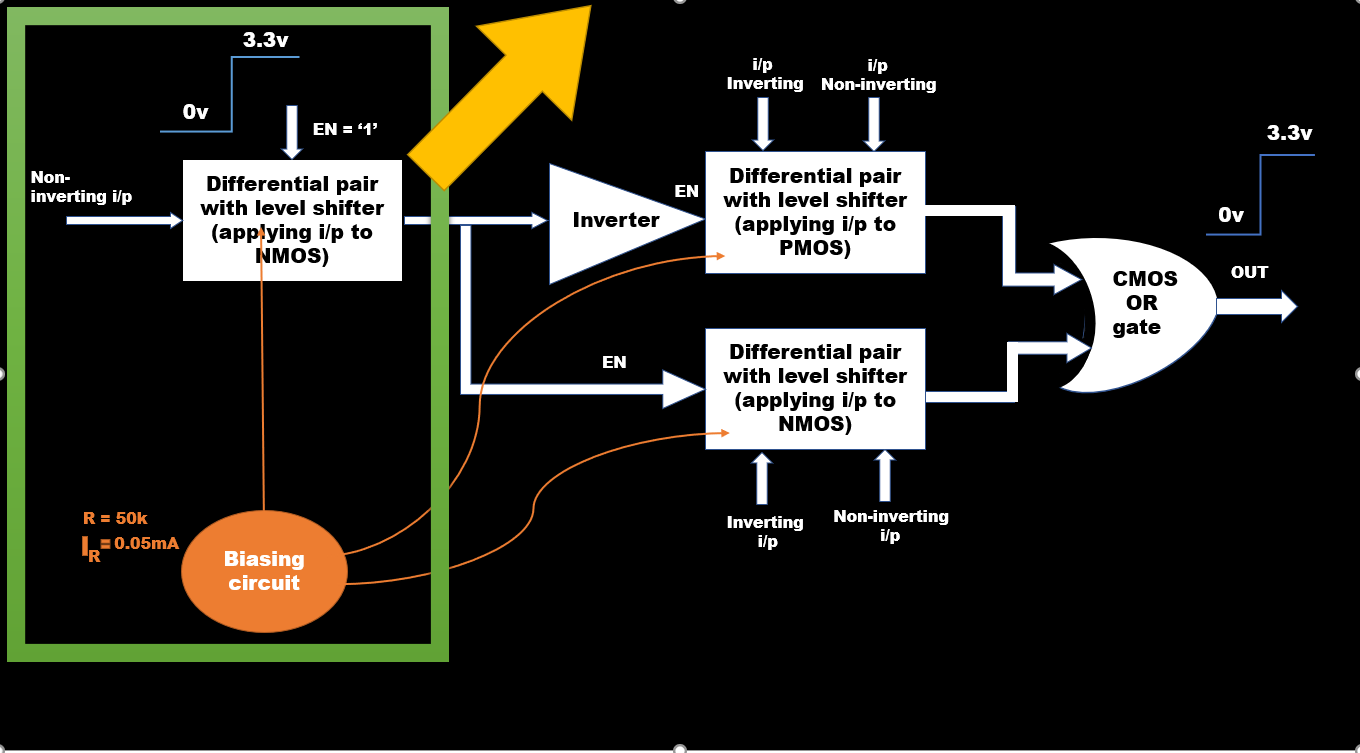 3.3v
0v
EN = ‘1’
Non-
inverting i/p
Differential pair
with level shifter
(applying i/p to
NMOS)
Inverter
EN
i/p
Inverting
i/p
Non-inverting
Differential pair
with level shifter
(applying i/p to
PMOS)
3.3v
0v
CMOS
OR
gate
OUT
EN
Differential pair
with level shifter
(applying i/p to
NMOS)
Inverting
i/p
Non-inverting
i/p
R = 50k
IR= 0.05mA
Biasing
circuit